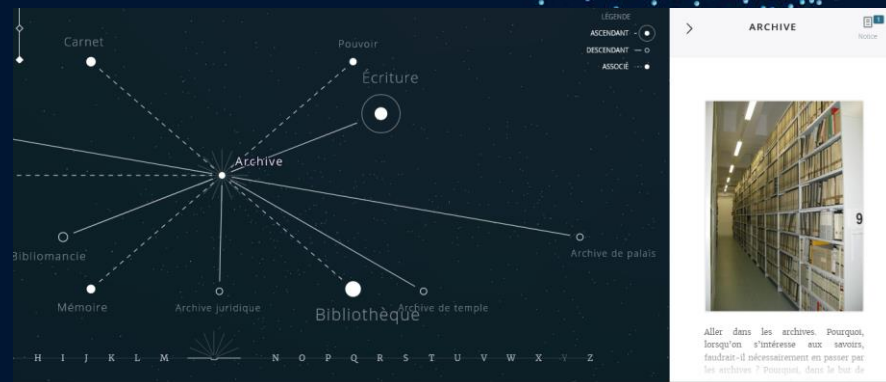 LÉGENDE
ASCENDANT
DESCENDANT
ASSOCIÉ
Carnet
Pouvoir
Écriture
Archive
Bibliomancie
Archive de palais
Mémoire
Archive juridique
Bibliothèque
Archive de temple
H I J K L M N O P Q R S T U V W X Y Z
ARCHIVE
1
Notice
9
Aller dans les archives. Pourquoi,
lorsqu'on s'intéresse aux savoirs,
faudrait-il nécessairement en passer par
les archives ? Pourquoi, dans le but de